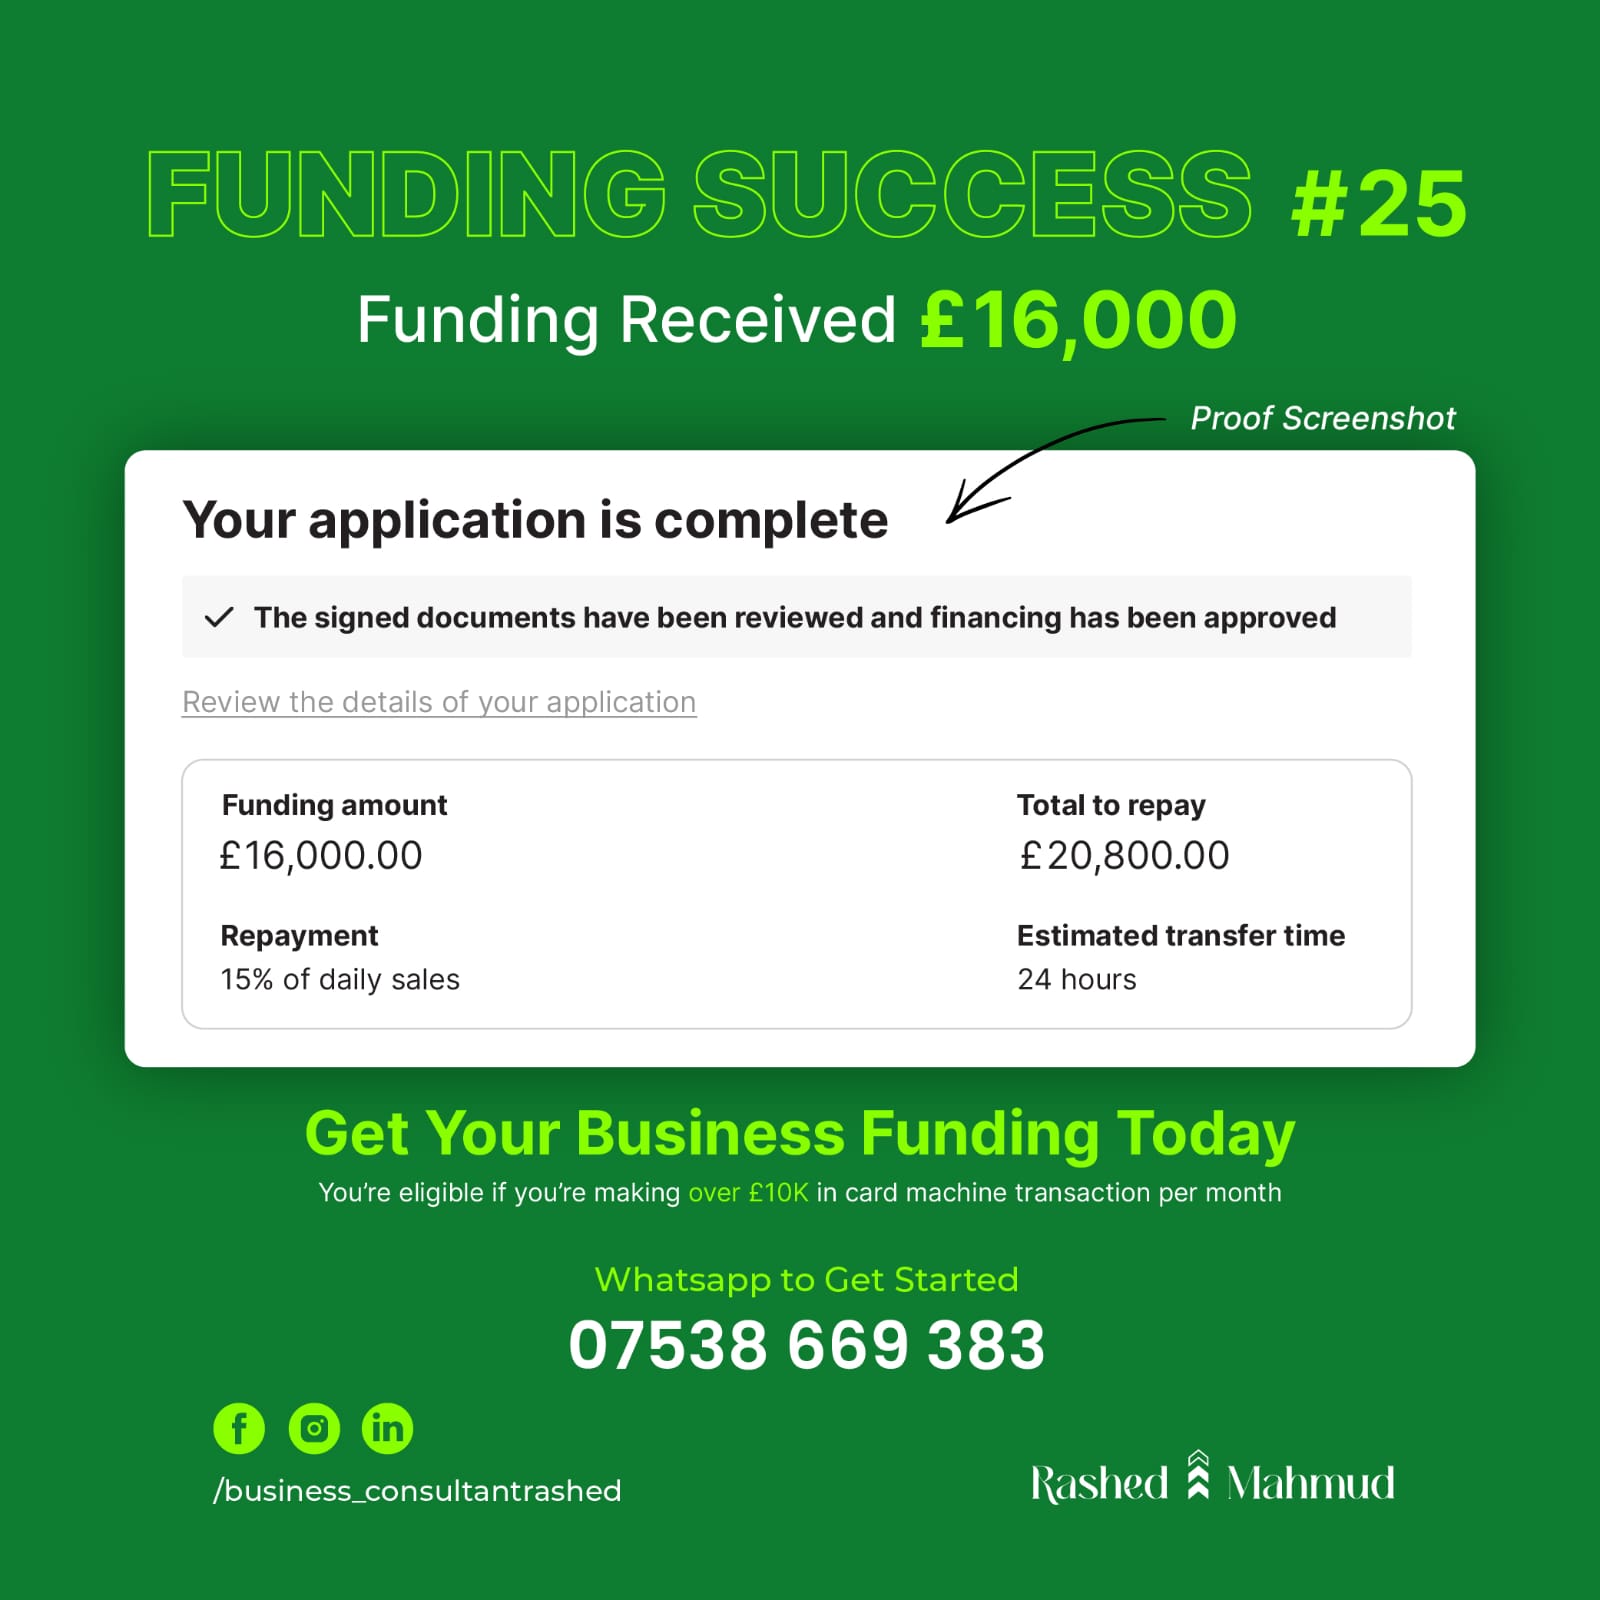 FUNDING SUCCESS #25
Funding Received £16,000
Proof Screenshot
Your application is complete
The signed documents have been reviewed and financing has been approved
Review the details of your application
Funding amount
£16,000.00
Total to repay
£20,800.00
Repayment
15% of daily sales
Estimated transfer time
24 hours
Get Your Business Funding Today
You're eligible if you're making over £10K in card machine transaction per month
Whatsapp to Get Started
07538 669 383
/business_consultantrashed
Rashed Mahmud